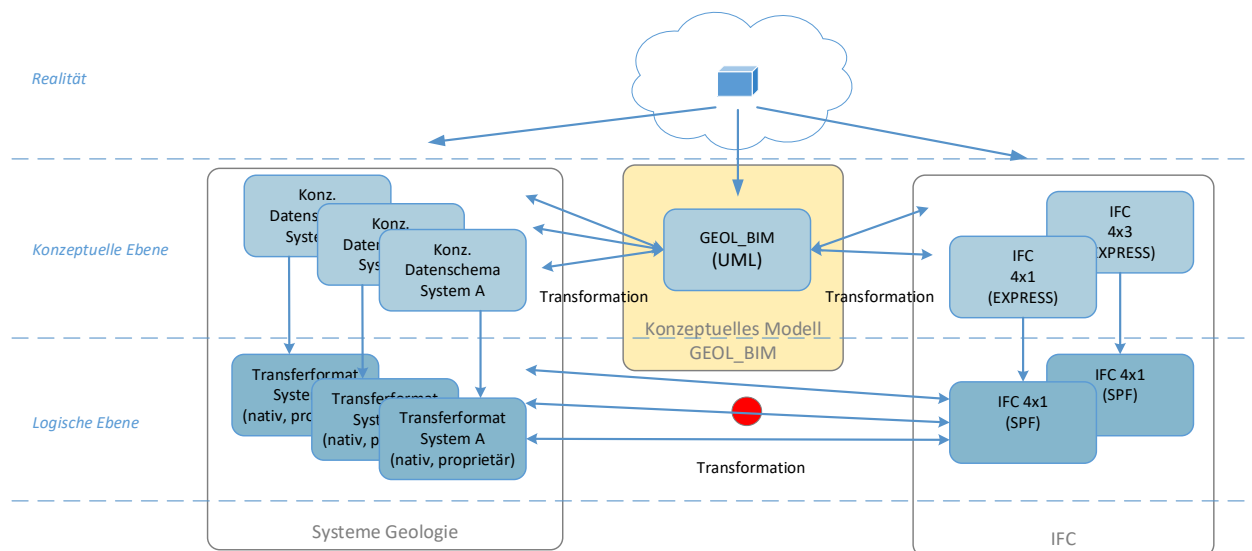 Realität
Konzeptuelle Ebene
Logische Ebene
Konz.
Datensch
Syste
Konz.
Daten
Sys
Konz.
Datenschema
System A
GEOL_BIM
(UML)
Transformation
Transformation
Konzeptuelles Modell
GEOL_BIM
IFC
4x3
EXPRESS)
IFC
4x1
(EXPRESS)
Transferformat
Syste
(nativ, pro
Transferformat
Sys
(nativ, p
Transferformat
System A
(nativ, proprietär)
IFC 4x1
(SPF)
IFC 4x1
(SPF)
Transformation
Systeme Geologie
IFC